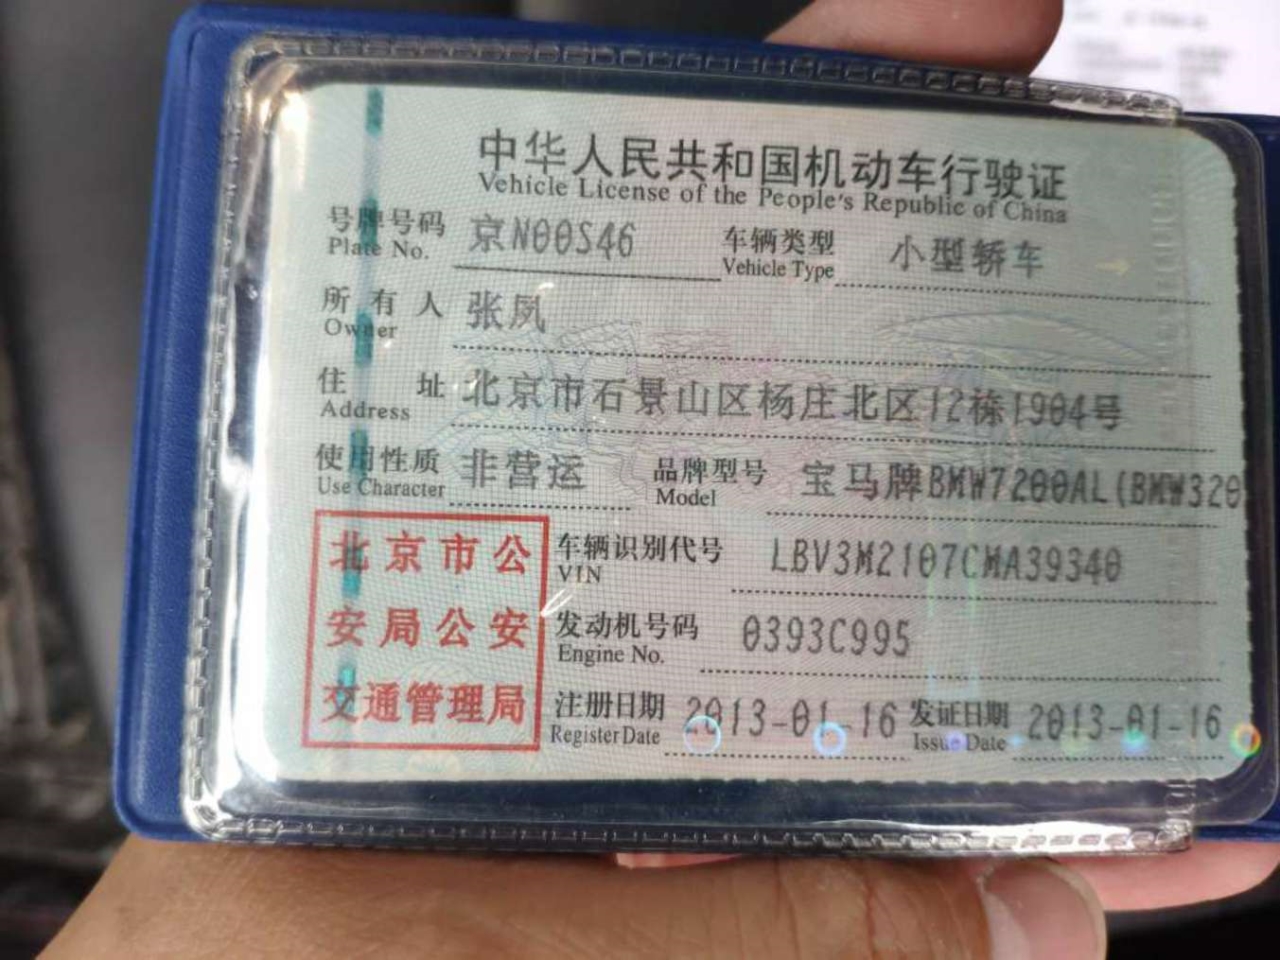 中华人民共和国机动车行驶证
Vehicle License of the People's Republic of China
号牌号码 京N00S46 车辆类型 小型轿车
Plate No. Vehicle Type
所有人 张凤
Owner
住址 北京市石景山区杨庄北区12栋1904号
Address
使用性质 非营运 品牌型号 宝马牌BMW7200AL(BMW320
Use Character Model
北京市公
安局公安
交通管理局
车辆识别代号 LBV3M2107CMA39340
VIN
发动机号码 0393C995
Engine No.
注册日期 2013-01-16 发证日期 2013-01-16
Register Date Issue Date